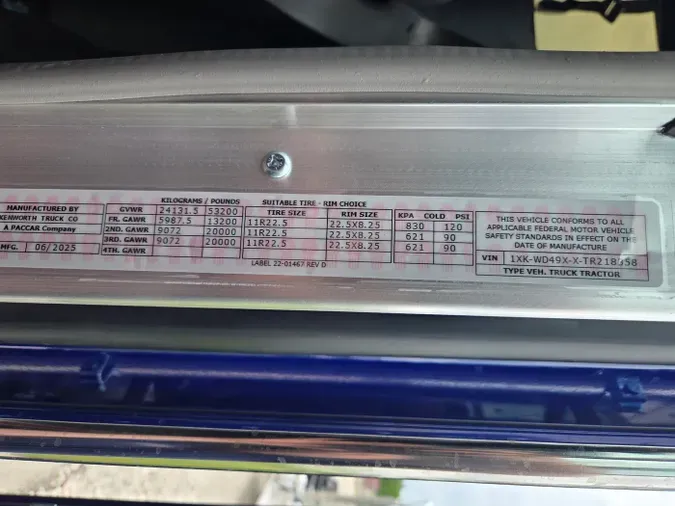 KILOGRAMS / POUNDS SUITABLE TIRE - RIM CHOICE
MANUFACTURED BY GVWR 24131.5 53200 TIRE SIZE RIM SIZE KPA COLD PSI
KENWORTH TRUCK CO FR. GAWR 5987.5 13200 11R22.5 22.5X8.25 830 120
A PACCAR Company 2ND. GAWR 9072 20000 11R22.5 22.5X8.25 621 90
3RD. GAWR 9072 20000 11R22.5 22.5X8.25 621 90
MFG. 06/2025 4TH. GAWR
LABEL 22-01467 REV D
THIS VEHICLE CONFORMS TO ALL
APPLICABLE FEDERAL MOTOR VEHICLE
SAFETY STANDARDS IN EFFECT ON THE
DATE OF MANUFACTURE
VIN
TYPE VEH. TRUCK TRACTOR